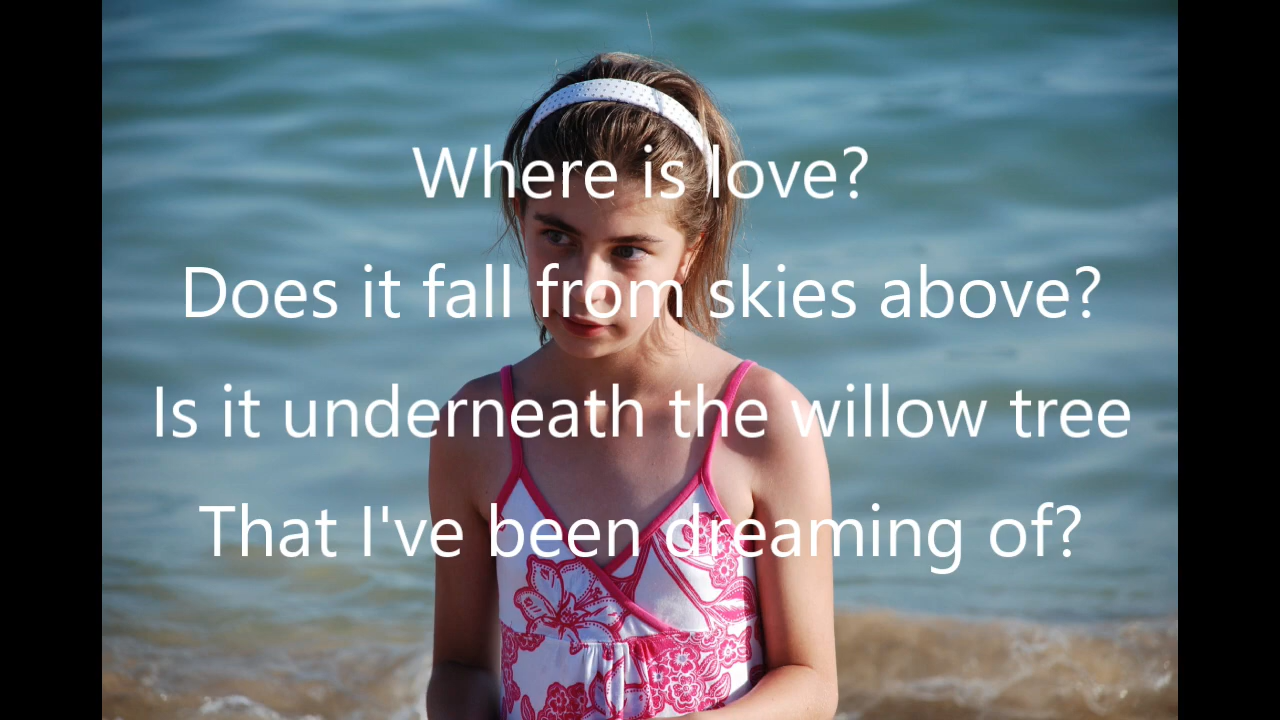 Where is love?
Does it fall from skies above?
Is it underneath the willow tree
That I've been dreaming of?